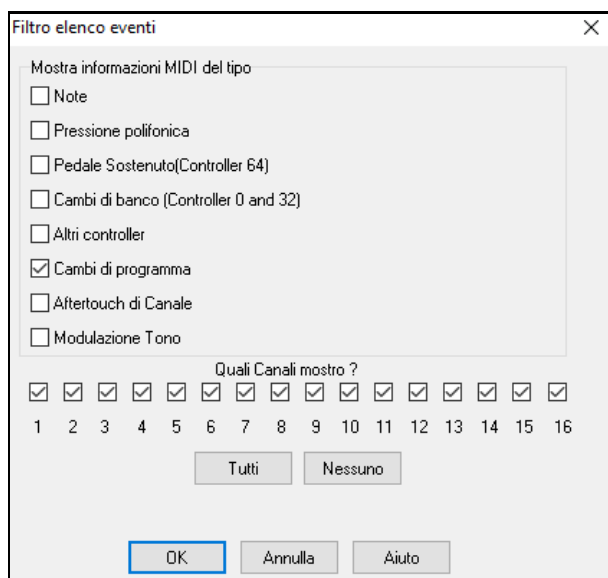 Filtro elenco eventi
Mostra informazioni MIDI del tipo
Note
Pressione polifonica
Pedale Sostenuto(Controller 64)
Cambi di banco (Controller 0 and 32)
Altri controller
Cambi di programma
Aftertouch di Canale
Modulazione Tono
Quali Canali mostro ?
1 2 3 4 5 6 7 8 9 10 11 12 13 14 15 16
Tutti Nessuno
OK Annulla Aiuto